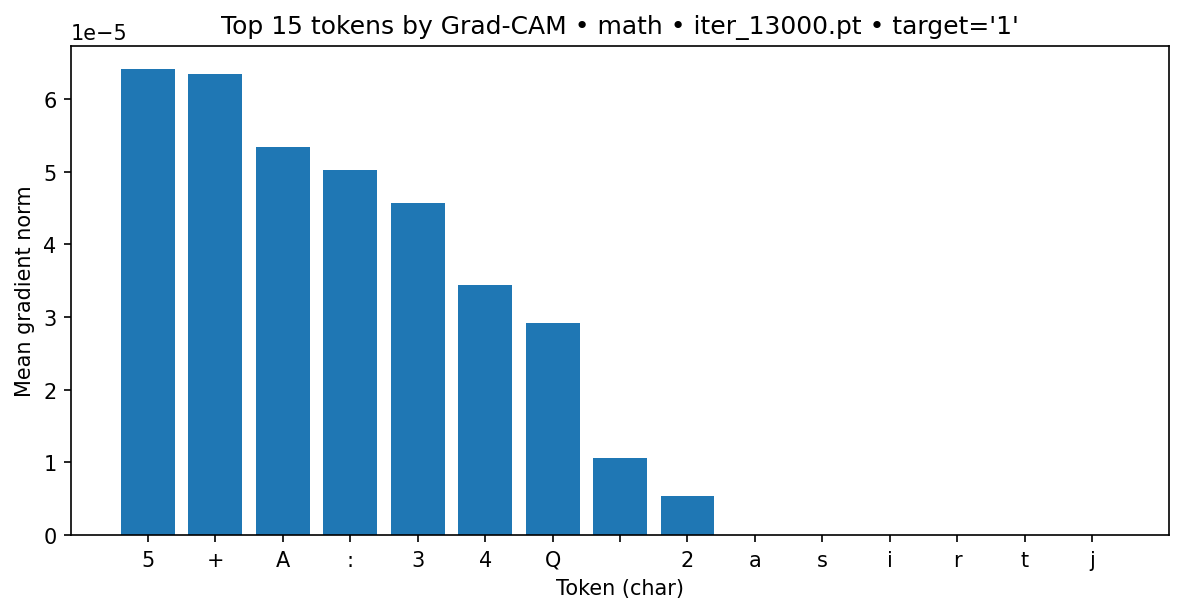 Top 15 tokens by Grad-CAM • math • iter_13000.pt • target='1'
1e−5
6
5
4
3
2
1
0
Mean gradient norm
5 + A : 3 4 Q 2 a s i r t j
Token (char)